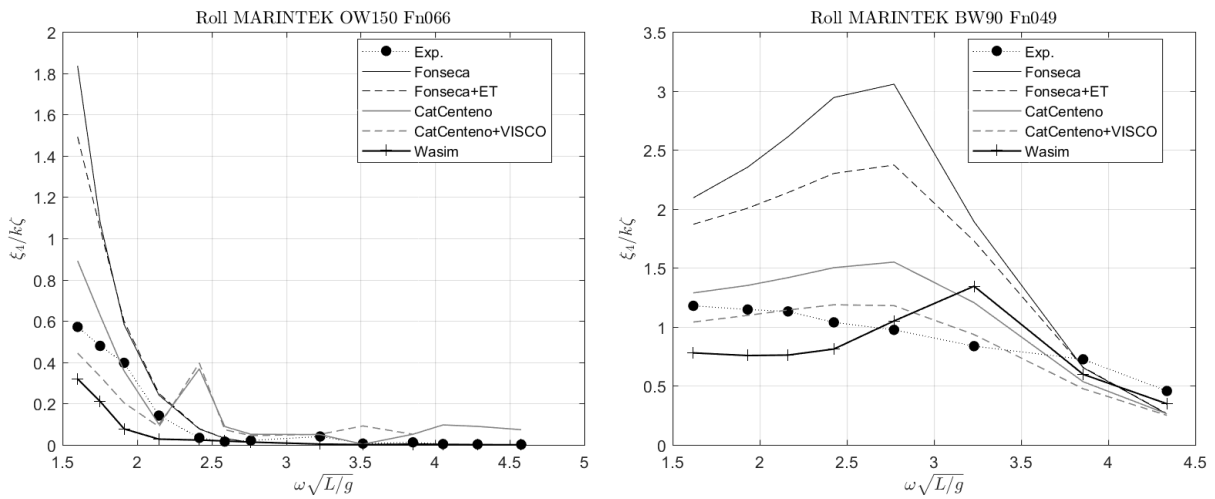 Roll MARINTEK OW150 Fn066
2
1.8
1.6
1.4
1.2
1
0.8
0.6
0.4
0.2
0
ξ₄/kζ
Exp.
Fonseca
Fonseca+ET
CatCenteno
CatCenteno+VISCO
Wasim
1.5 2 2.5 3 3.5 4 4.5 5
ω√L/g
Roll MARINTEK BW90 Fn049
3.5
3
2.5
2
1.5
1
0.5
0
ξ₄/kζ
Exp.
Fonseca
Fonseca+ET
CatCenteno
CatCenteno+VISCO
Wasim
1.5 2 2.5 3 3.5 4 4.5
ω√L/g